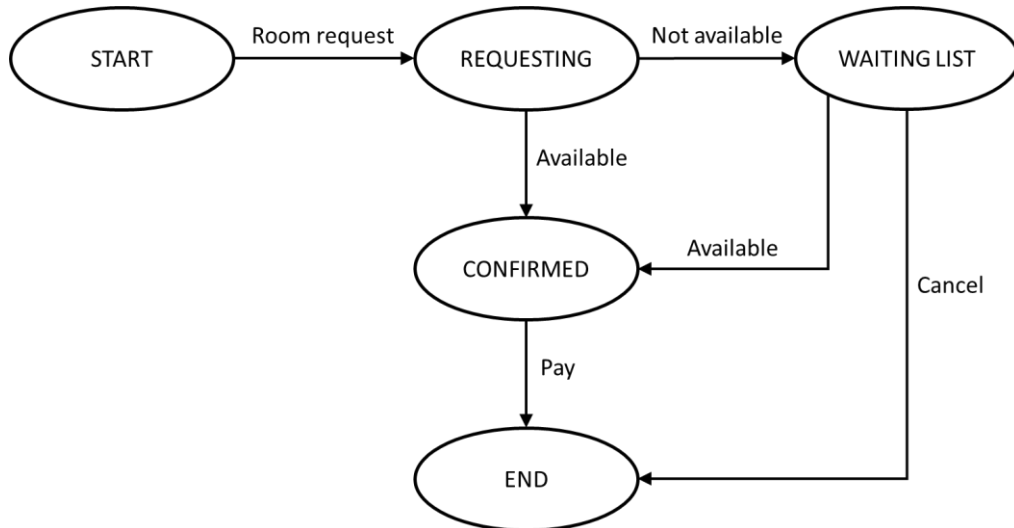 START
Room request
REQUESTING
Not available
WAITING LIST
Available
Available
CONFIRMED
Cancel
Pay
END